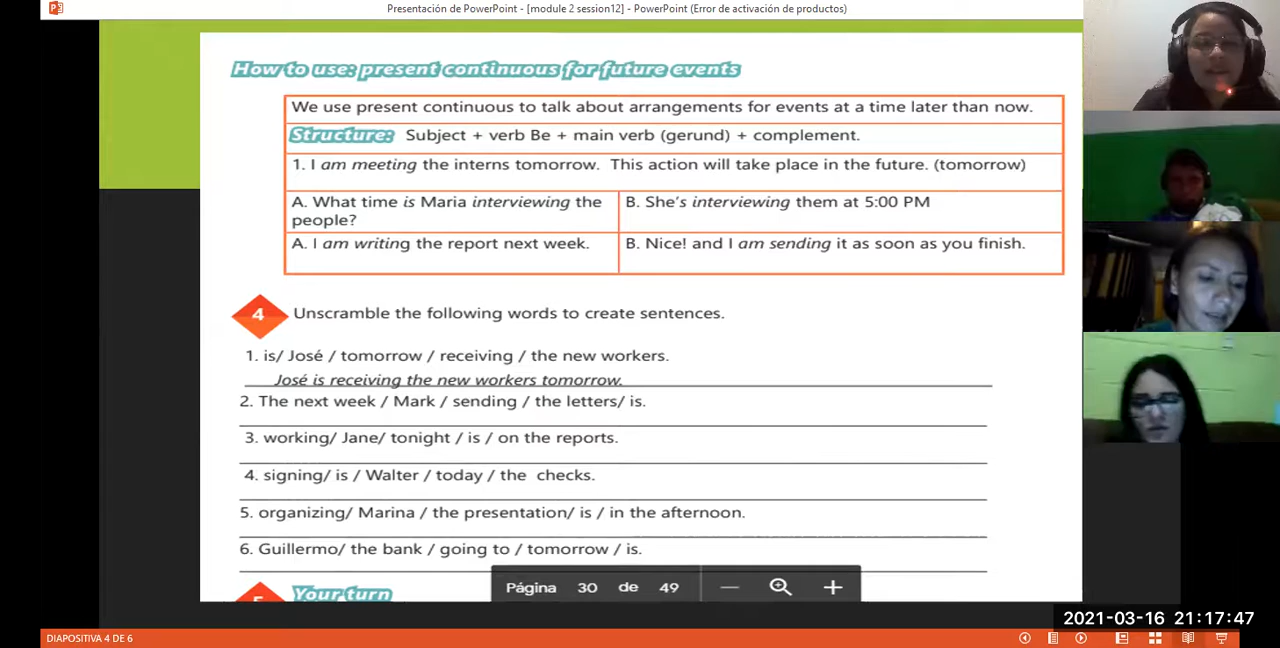 Presentación de PowerPoint - [module 2 session12] - PowerPoint (Error de activación de productos)
How to use: present continuous for future events
We use present continuous to talk about arrangements for events at a time later than now.
Structure: Subject + verb Be + main verb (gerund) + complement.
1. I am meeting the interns tomorrow. This action will take place in the future. (tomorrow)
A. What time is Maria interviewing the people?
B. She's interviewing them at 5:00 PM
A. I am writing the report next week.
B. Nice! and I am sending it as soon as you finish.
4 Unscramble the following words to create sentences.
1. is/ José / tomorrow / receiving / the new workers.
José is receiving the new workers tomorrow.
2. The next week / Mark / sending / the letters/ is.
3. working/ Jane/ tonight / is / on the reports.
4. signing/ is / Walter / today / the checks.
5. organizing/ Marina / the presentation/ is / in the afternoon.
6. Guillermo/ the bank / going to / tomorrow / is.
5 Your turn
Página 30 de 49
2021-03-16 21:17:47
DIAPOSITIVA 4 DE 6